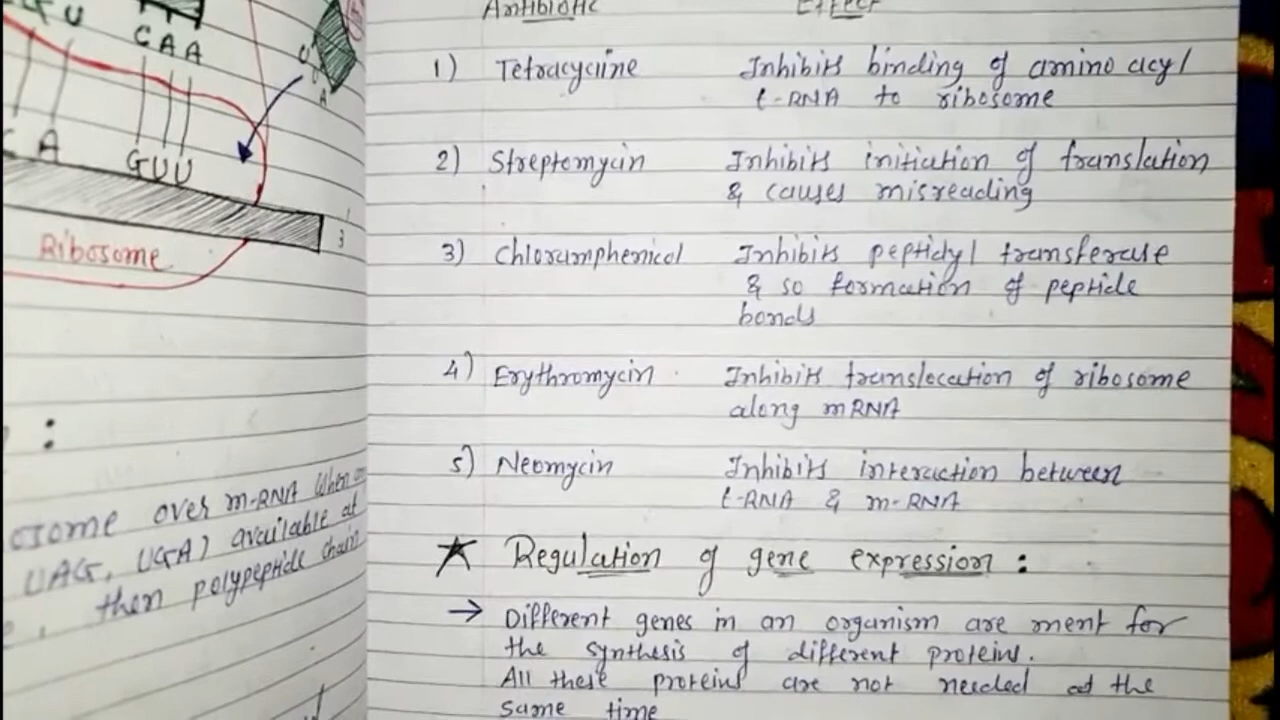 C A A
C A
G U U
A
Ribosome
:
osome over m-RNA when
UAG, UGA) available at
then polypeptide chain
Antibiotic Effect
1) Tetracycline Inhibits binding of amino acyl
t-RNA to ribosome
2) Streptomycin Inhibits initiation of translation
& causes misreading
3) Chloramphenicol Inhibits peptidyl transferase
& so formation of peptide
bonds
4) Erythromycin Inhibits translocation of ribosome
along mRNA
5) Neomycin Inhibits interaction between
t-RNA & m-RNA
★ Regulation of gene expression :
→ Different genes in an organism are ment for
the synthesis of different proteins.
All these proteins are not needed at the
same time